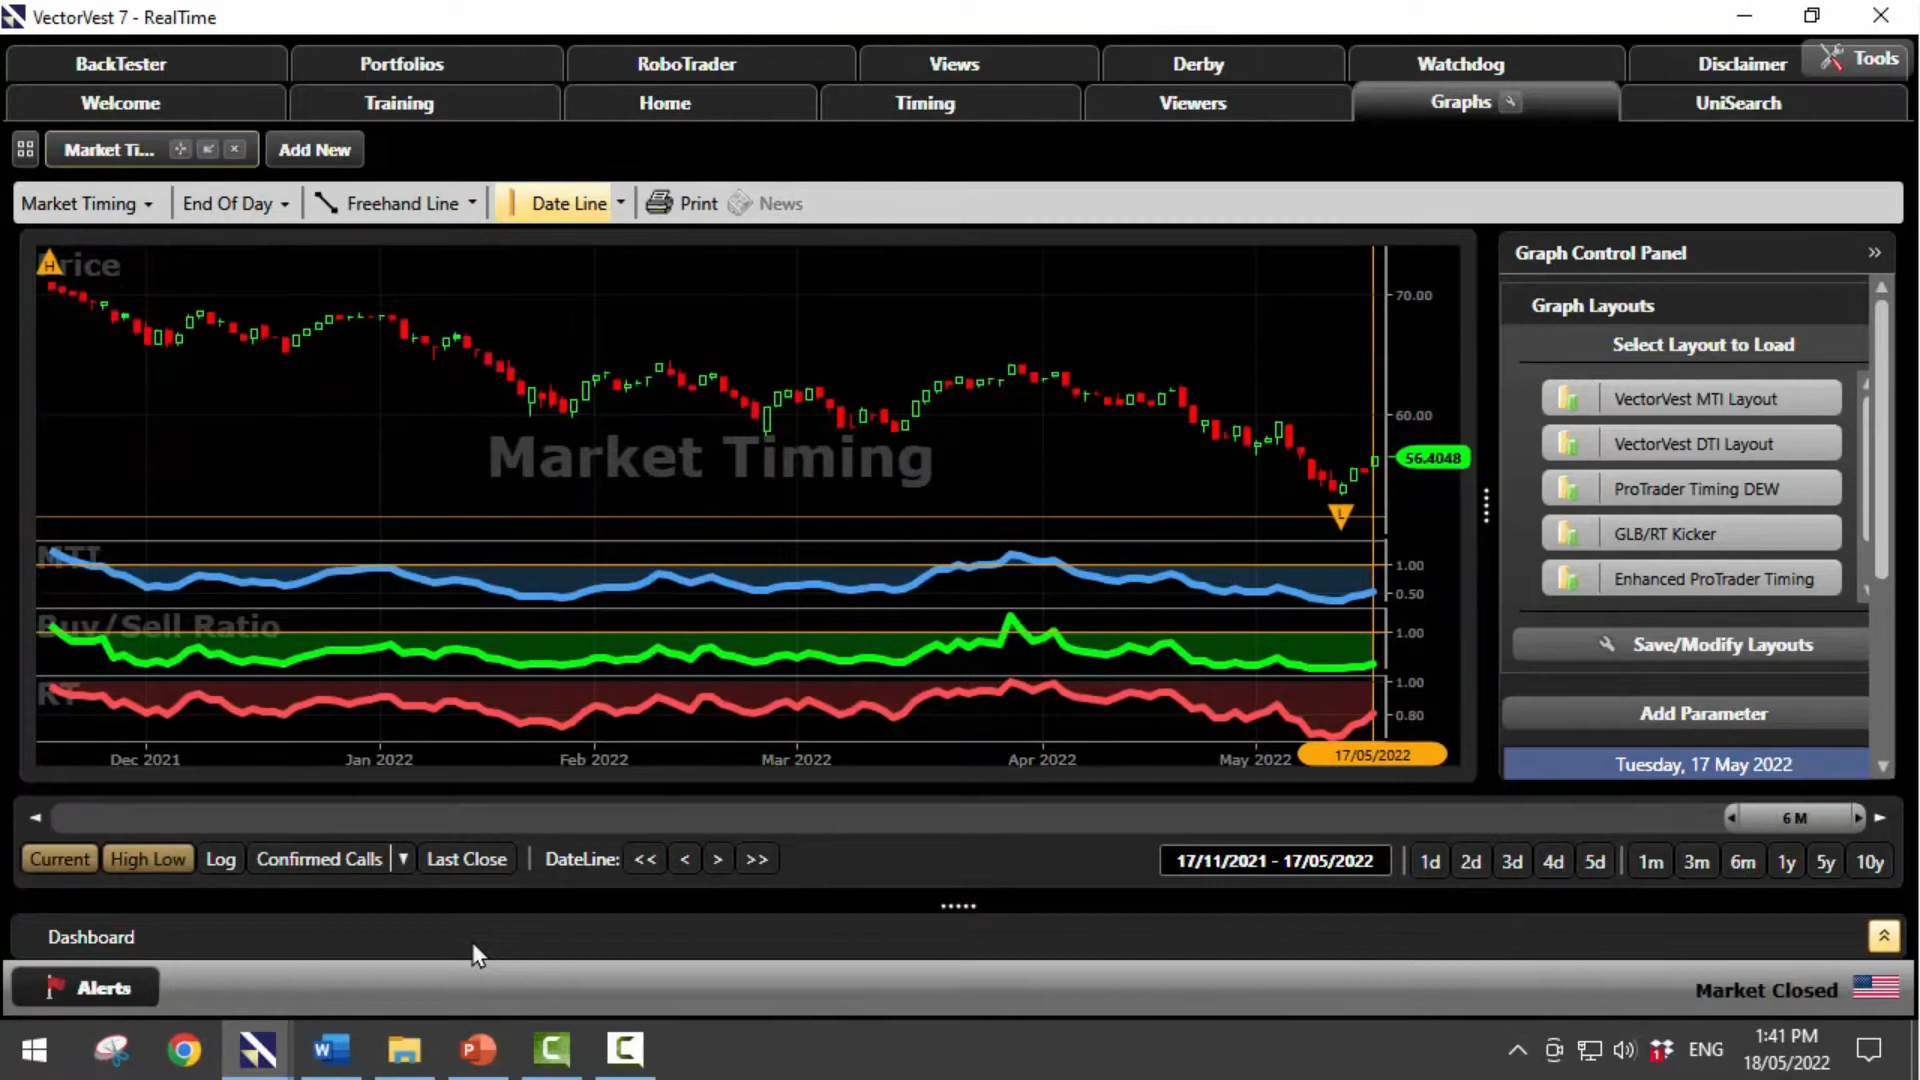 VectorVest 7 - RealTime
BackTester Portfolios RoboTrader Views Derby Watchdog Disclaimer Tools
Welcome Training Home Timing Viewers Graphs UniSearch
Market Ti... Add New
Market Timing End Of Day Freehand Line Date Line Print News
Price
H
70.00
60.00
56.4048
Market Timing
L
MTI
1.00
0.50
Buy/Sell Ratio
1.00
RT
1.00
0.80
Dec 2021 Jan 2022 Feb 2022 Mar 2022 Apr 2022 May 2022 17/05/2022
Graph Control Panel
Graph Layouts
Select Layout to Load
VectorVest MTI Layout
VectorVest DTI Layout
ProTrader Timing DEW
GLB/RT Kicker
Enhanced ProTrader Timing
Save/Modify Layouts
Add Parameter
Tuesday, 17 May 2022
6 M
Current High Low Log Confirmed Calls Last Close DateLine: << < > >> 17/11/2021 - 17/05/2022 1d 2d 3d 4d 5d 1m 3m 6m 1y 5y 10y
Dashboard
Alerts Market Closed
ENG 1:41 PM
18/05/2022